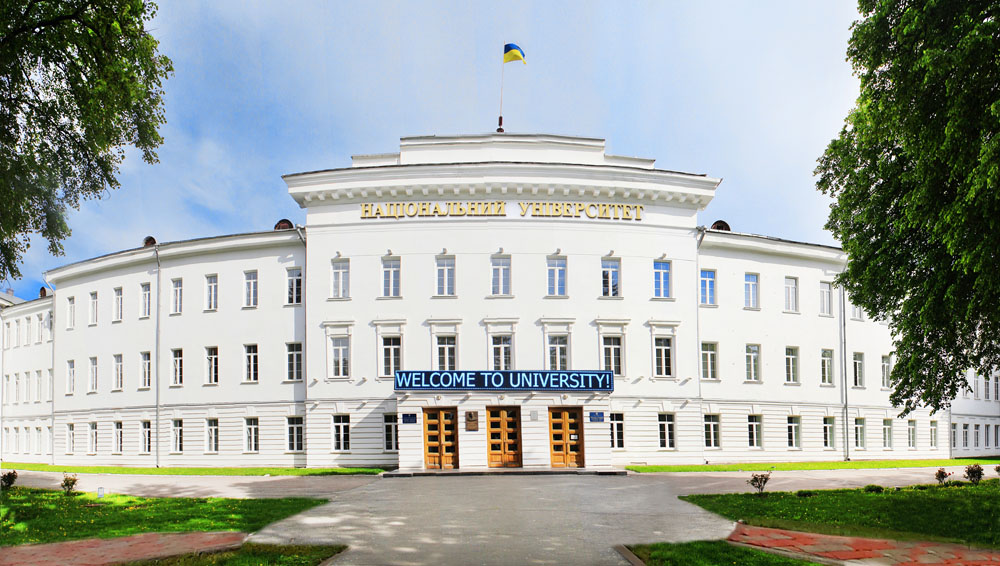 НАЦІОНАЛЬНИЙ УНІВЕРСИТЕТ
WELCOME TO UNIVERSITY!